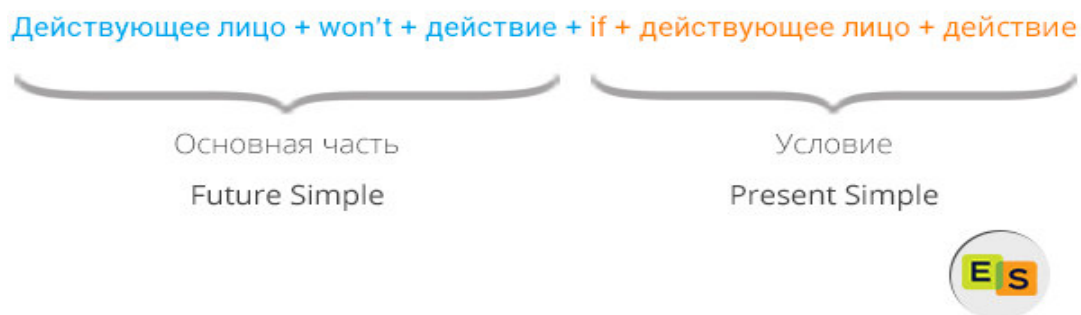 Действующее лицо + won't + действие + if + действующее лицо + действие
Основная часть
Условие
Future Simple
Present Simple
ES